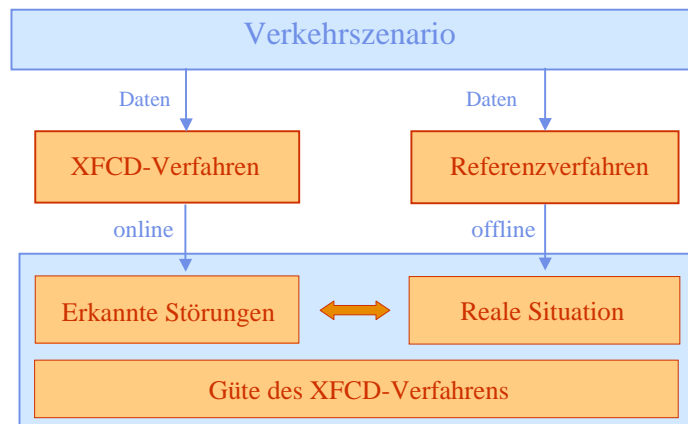 Verkehrszenario
Daten
Daten
XFCD-Verfahren
Referenzverfahren
online
offline
Erkannte Störungen
Reale Situation
Güte des XFCD-Verfahrens